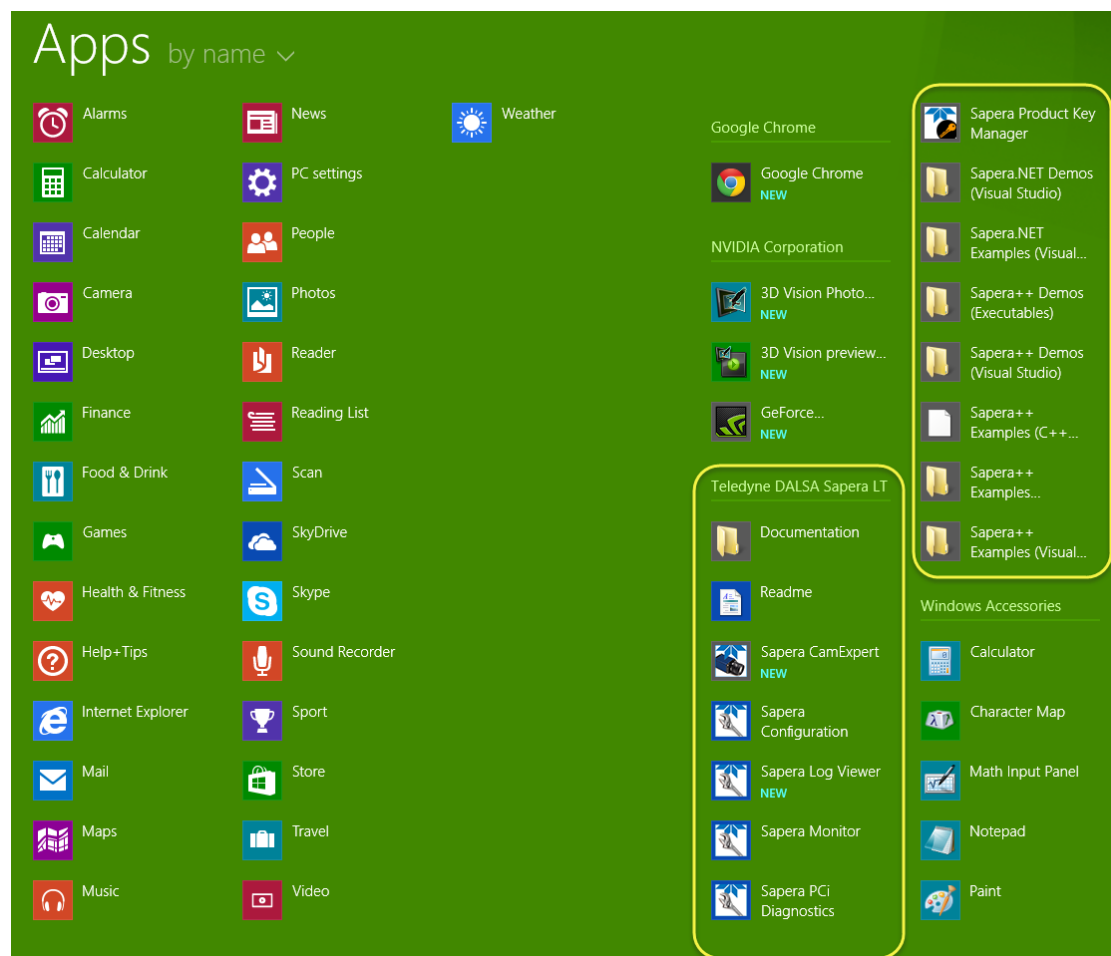 Apps by name
Alarms
Calculator
Calendar
Camera
Desktop
Finance
Food & Drink
Games
Health & Fitness
Help+Tips
Internet Explorer
Mail
Maps
Music
News
PC settings
People
Photos
Reader
Reading List
Scan
SkyDrive
Skype
Sound Recorder
Sport
Store
Travel
Video
Weather
Google Chrome
Google Chrome
NEW
NVIDIA Corporation
3D Vision Photo...
NEW
3D Vision preview...
NEW
GeForce...
NEW
Teledyne DALSA Sapera LT
Documentation
Readme
Sapera CamExpert
NEW
Sapera
Configuration
Sapera Log Viewer
NEW
Sapera Monitor
Sapera PCi
Diagnostics
Sapera Product Key
Manager
Sapera.NET Demos
(Visual Studio)
Sapera.NET
Examples (Visual...
Sapera++ Demos
(Executables)
Sapera++ Demos
(Visual Studio)
Sapera++
Examples (C++...
Sapera++
Examples...
Sapera++
Examples (Visual...
Windows Accessories
Calculator
Character Map
Math Input Panel
Notepad
Paint